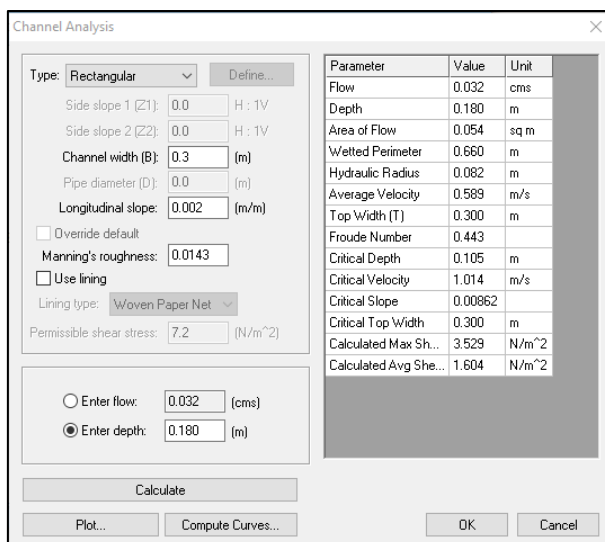 Channel Analysis
Type: Rectangular Define...
Side slope 1 (Z1): 0.0 H : 1V
Side slope 2 (Z2): 0.0 H : 1V
Channel width (B): 0.3 (m)
Pipe diameter (D): 0.0 (m)
Longitudinal slope: 0.002 (m/m)
Override default
Manning's roughness: 0.0143
Use lining
Lining type: Woven Paper Net
Permissible shear stress: 7.2 (N/m^2)
Enter flow: 0.032 (cms)
Enter depth: 0.180 (m)
Calculate
Plot... Compute Curves...
Parameter Value Unit
Flow 0.032 cms
Depth 0.180 m
Area of Flow 0.054 sq m
Wetted Perimeter 0.660 m
Hydraulic Radius 0.082 m
Average Velocity 0.589 m/s
Top Width (T) 0.300 m
Froude Number 0.443
Critical Depth 0.105 m
Critical Velocity 1.014 m/s
Critical Slope 0.00862
Critical Top Width 0.300 m
Calculated Max Sh... 3.529 N/m^2
Calculated Avg She... 1.604 N/m^2
OK Cancel